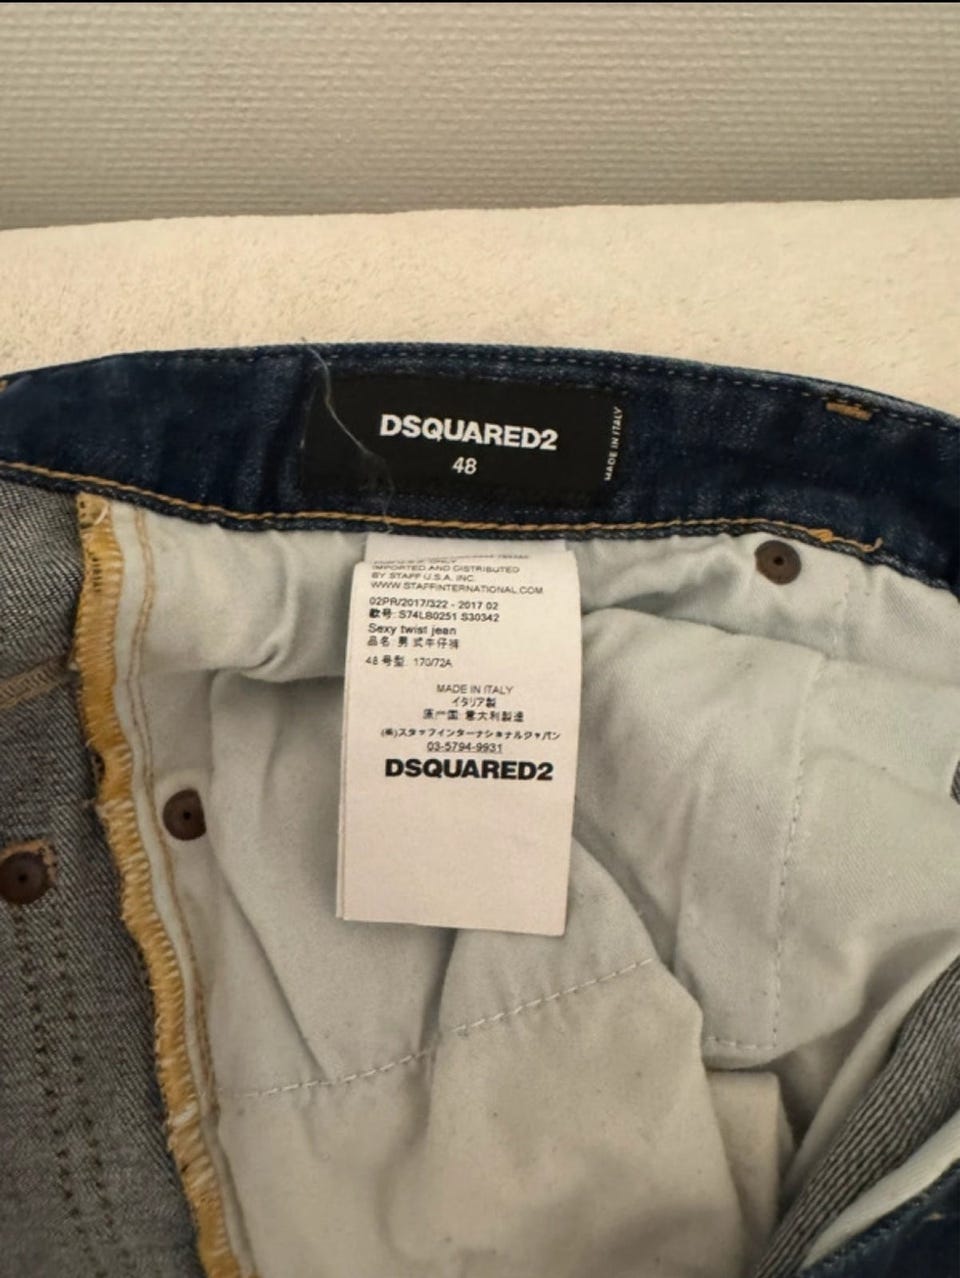 DSQUARED2
48
MADE IN ITALY
IMPORTED AND DISTRIBUTED
BY STAFF U.S.A. INC.
WWW.STAFFINTERNATIONAL.COM
02PR/2017/322 - 2017 02
款号: S74LB0251 S30342
Sexy twist jean
品名: 男式牛仔裤
48 号型: 170/72A
MADE IN ITALY
イタリア製
原产国: 意大利製造
(株)スタッフインターナショナルジャパン
03-5794-9931
DSQUARED2